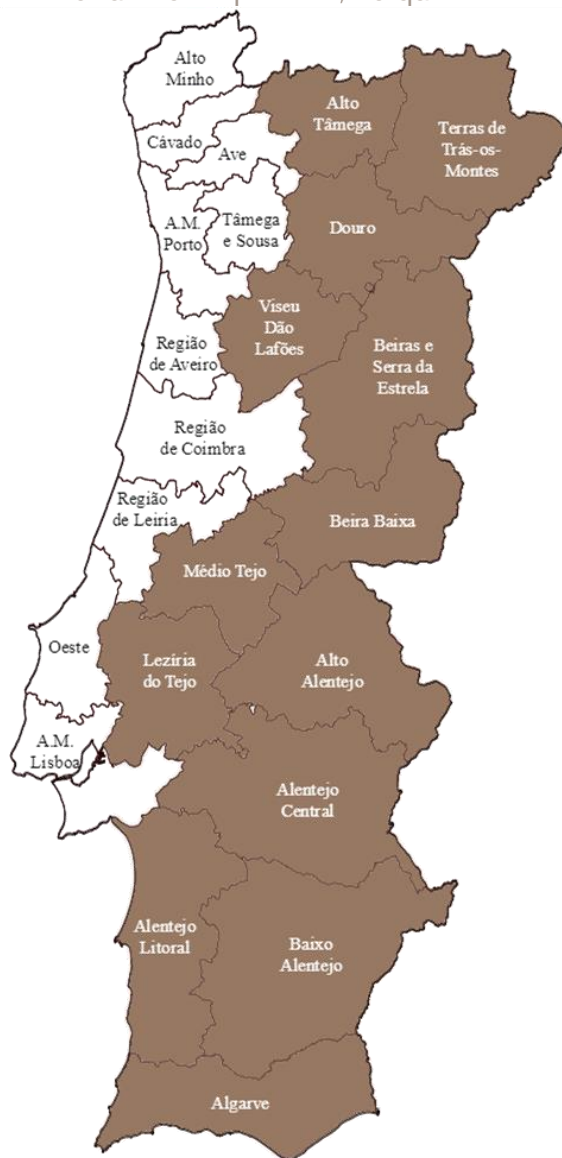 Alto
Minho
Alto
Tâmega
Terras de
Trás-os-
Montes
Cávado
Ave
A.M.
Porto
Tâmega
e Sousa
Douro
Viseu
Dão
Lafões
Região
de Aveiro
Beiras e
Serra da
Estrela
Região
de Coimbra
Região
de Leiria
Beira Baixa
Médio Tejo
Oeste
Lezíria
do Tejo
Alto
Alentejo
A.M.
Lisboa
Alentejo
Central
Alentejo
Litoral
Baixo
Alentejo
Algarve